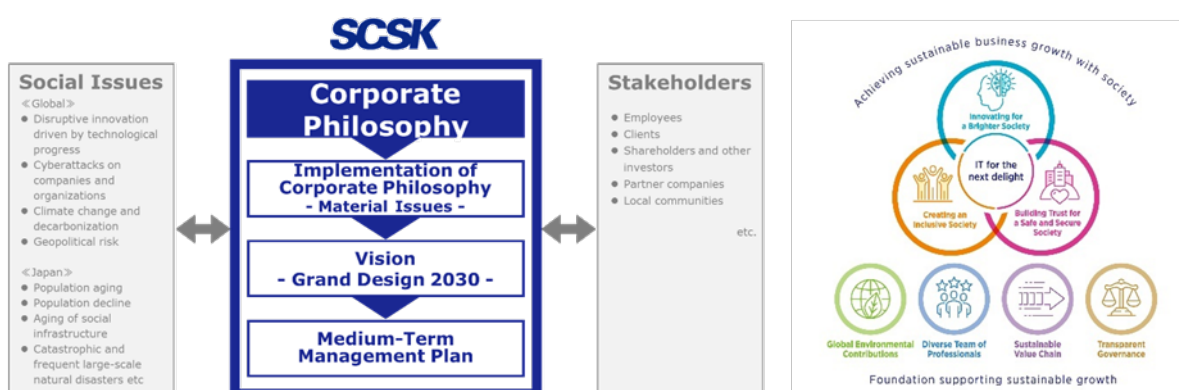 SCSK
Social Issues
≪Global≫
● Disruptive innovation
driven by technological
progress
● Cyberattacks on
companies and
organizations
● Climate change and
decarbonization
● Geopolitical risk
≪Japan≫
● Population aging
● Population decline
● Aging of social
infrastructure
● Catastrophic and
frequent large-scale
natural disasters etc
Corporate
Philosophy
Implementation of
Corporate Philosophy
- Material Issues -
Vision
- Grand Design 2030 -
Medium-Term
Management Plan
Stakeholders
● Employees
● Clients
● Shareholders and other
investors
● Partner companies
● Local communities
etc.
Achieving sustainable business growth with society
Innovating for
a Brighter Society
IT for the
next delight
Creating an
Inclusive Society
Building Trust for
a Safe and Secure
Society
Global Environmental
Contributions
Diverse Team of
Professionals
Sustainable
Value Chain
Transparent
Governance
Foundation supporting sustainable growth